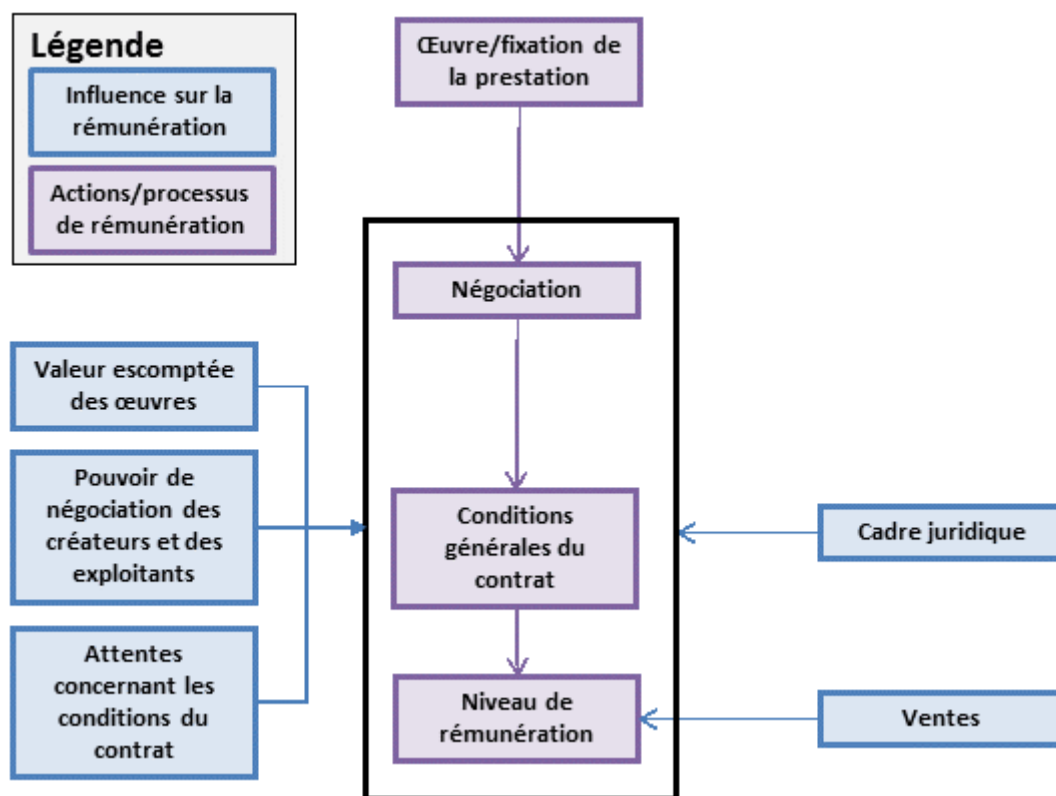 Légende
Influence sur la
rémunération
Actions/processus
de rémunération
Œuvre/fixation de
la prestation
Négociation
Valeur escomptée
des œuvres
Pouvoir de
négociation des
créateurs et des
exploitants
Attentes
concernant les
conditions du
contrat
Conditions
générales du
contrat
Niveau de
rémunération
Cadre juridique
Ventes